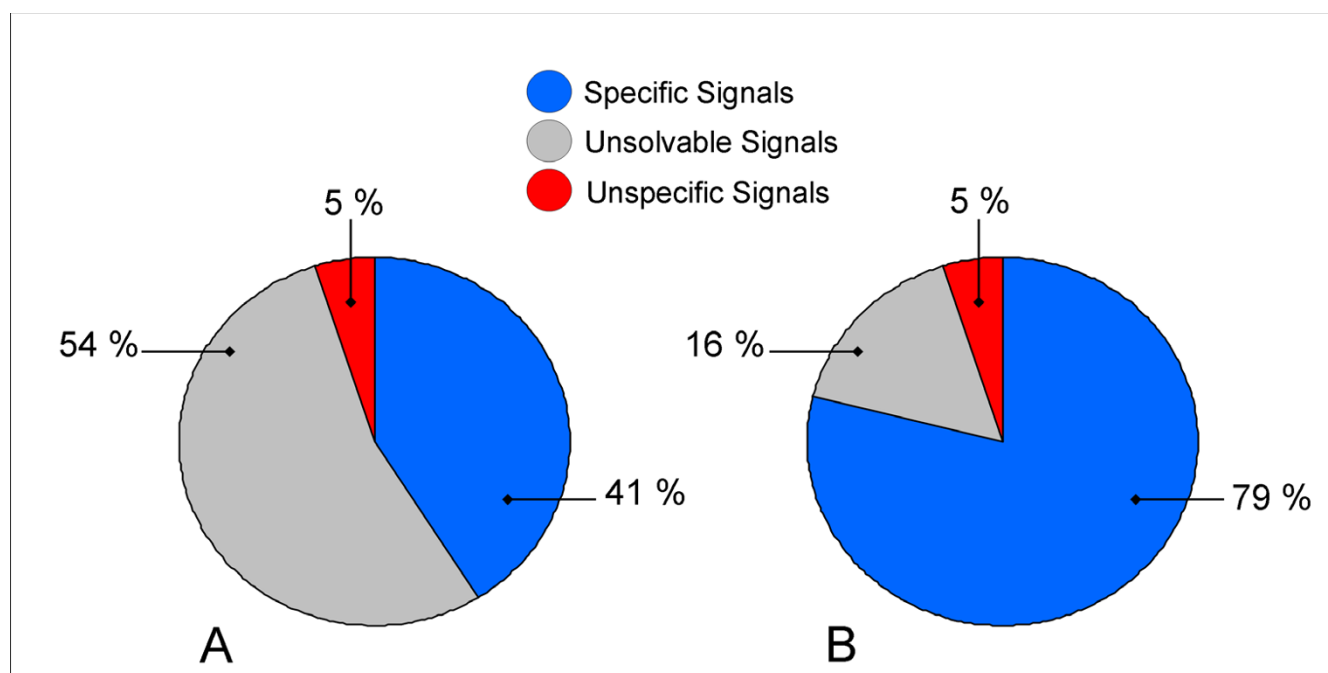 Specific Signals
Unsolvable Signals
Unspecific Signals
5 %
54 %
41 %
A
5 %
16 %
79 %
B